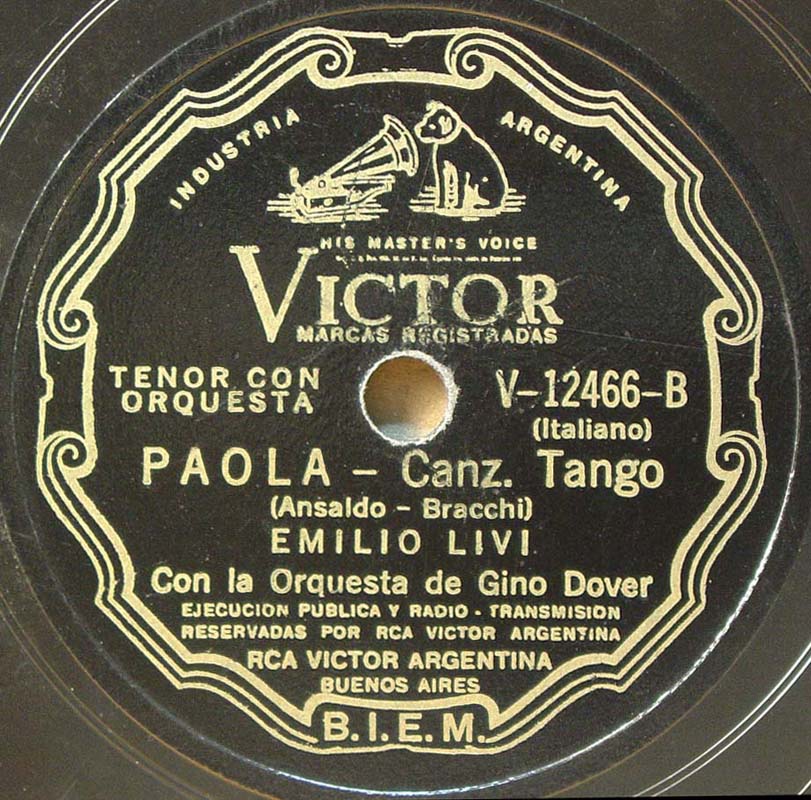 INDUSTRIA ARGENTINA
HIS MASTER'S VOICE
VICTOR
MARCAS REGISTRADAS
TENOR CON
ORQUESTA
V-12466-B
(Italiano)
PAOLA - Canz. Tango
(Ansaldo - Bracchi)
EMILIO LIVI
Con la Orquesta de Gino Dover
EJECUCION PUBLICA Y RADIO - TRANSMISION
RESERVADAS POR RCA VICTOR ARGENTINA
RCA VICTOR ARGENTINA
BUENOS AIRES
B.I.E.M.